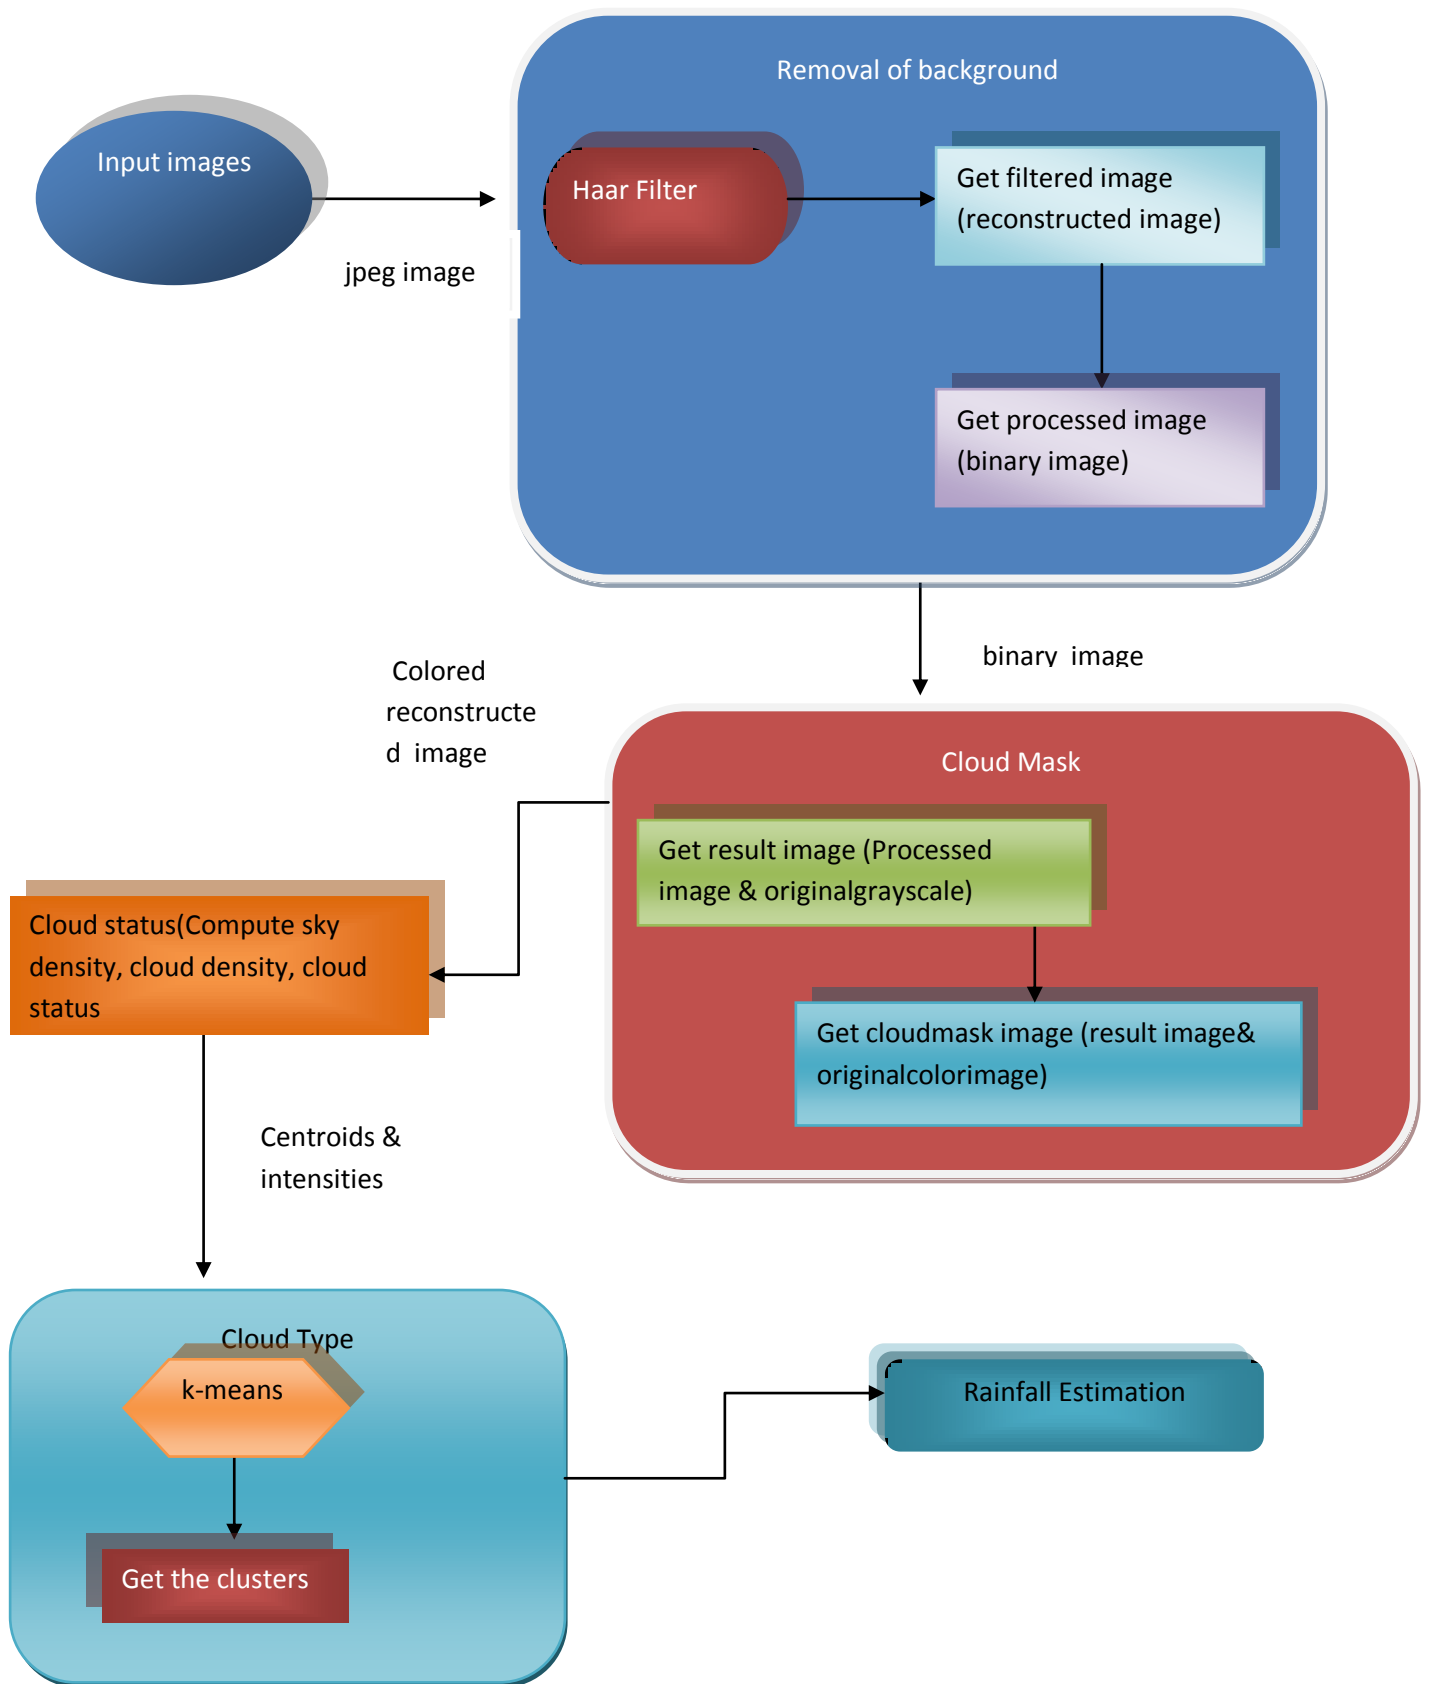 Removal of background
Input images
Haar Filter
Get filtered image
(reconstructed image)
jpeg image
Get processed image
(binary image)
binary  image
Colored
reconstructe
d  image
Cloud Mask
Get result image (Processed
image & originalgrayscale)
Cloud status(Compute sky
density, cloud density, cloud
status
Get cloudmask image (result image&
originalcolorimage)
Centroids &
intensities
Cloud Type
k-means
Get the clusters
Rainfall Estimation